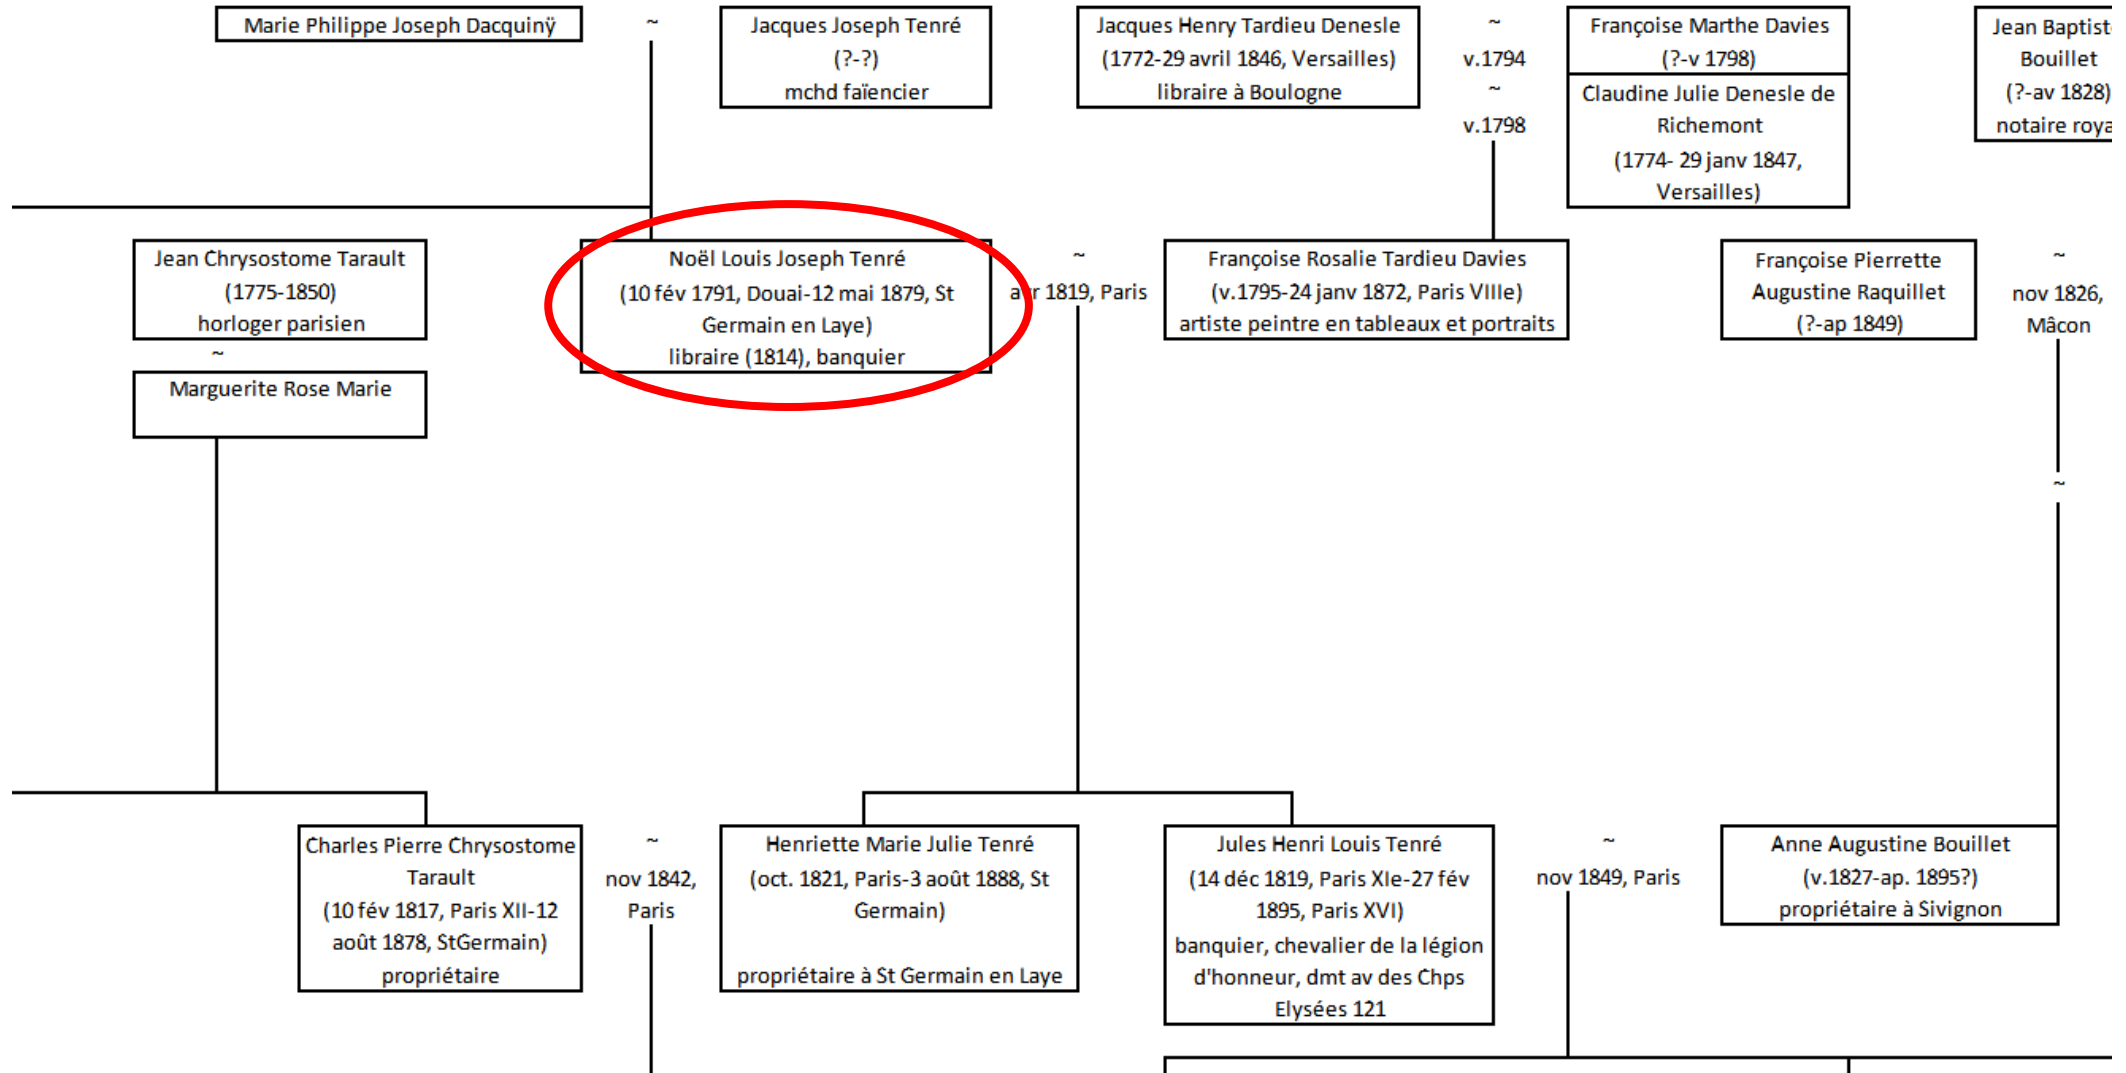 Marie Philippe Joseph Dacquinÿ
~
Jacques Joseph Tenré
(?-?)
mchd faïencier
Jacques Henry Tardieu Denesle
(1772-29 avril 1846, Versailles)
libraire à Boulogne
~
v.1794
~
v.1798
Françoise Marthe Davies
(?-v 1798)
Claudine Julie Denesle de
Richemont
(1774- 29 janv 1847,
Versailles)
Jean Baptist
Bouillet
(?-av 1828)
notaire roya
Jean Chrysostome Tarault
(1775-1850)
horloger parisien
~
Marguerite Rose Marie
Noël Louis Joseph Tenré
(10 fév 1791, Douai-12 mai 1879, St
Germain en Laye)
libraire (1814), banquier
~
avr 1819, Paris
Françoise Rosalie Tardieu Davies
(v.1795-24 janv 1872, Paris VIIIe)
artiste peintre en tableaux et portraits
Françoise Pierrette
Augustine Raquillet
(?-ap 1849)
~
nov 1826,
Mâcon
~
Charles Pierre Chrysostome
Tarault
(10 fév 1817, Paris XII-12
août 1878, StGermain)
propriétaire
~
nov 1842,
Paris
Henriette Marie Julie Tenré
(oct. 1821, Paris-3 août 1888, St
Germain)
propriétaire à St Germain en Laye
Jules Henri Louis Tenré
(14 déc 1819, Paris XIe-27 fév
1895, Paris XVI)
banquier, chevalier de la légion
d'honneur, dmt av des Chps
Elysées 121
~
nov 1849, Paris
Anne Augustine Bouillet
(v.1827-ap. 1895?)
propriétaire à Sivignon